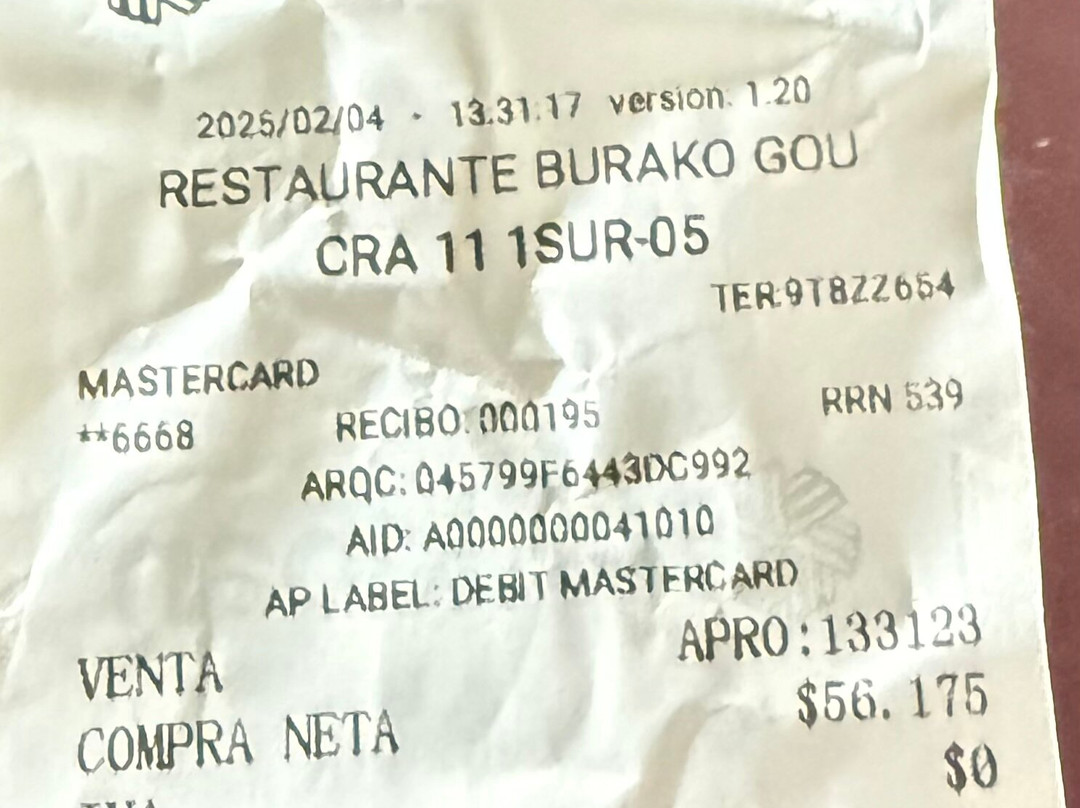 2025/02/04 · 13.31.17 version: 1.20
RESTAURANTE BURAKO GOU
CRA 11 1SUR-05
TER:9T8ZZ654
MASTERCARD
**6668 RECIBO: 000195 RRN 539
ARQC: 045799F6443DC992
AID: A0000000041010
AP LABEL: DEBIT MASTERCARD
VENTA APRO:133123
COMPRA NETA $56.175
$0